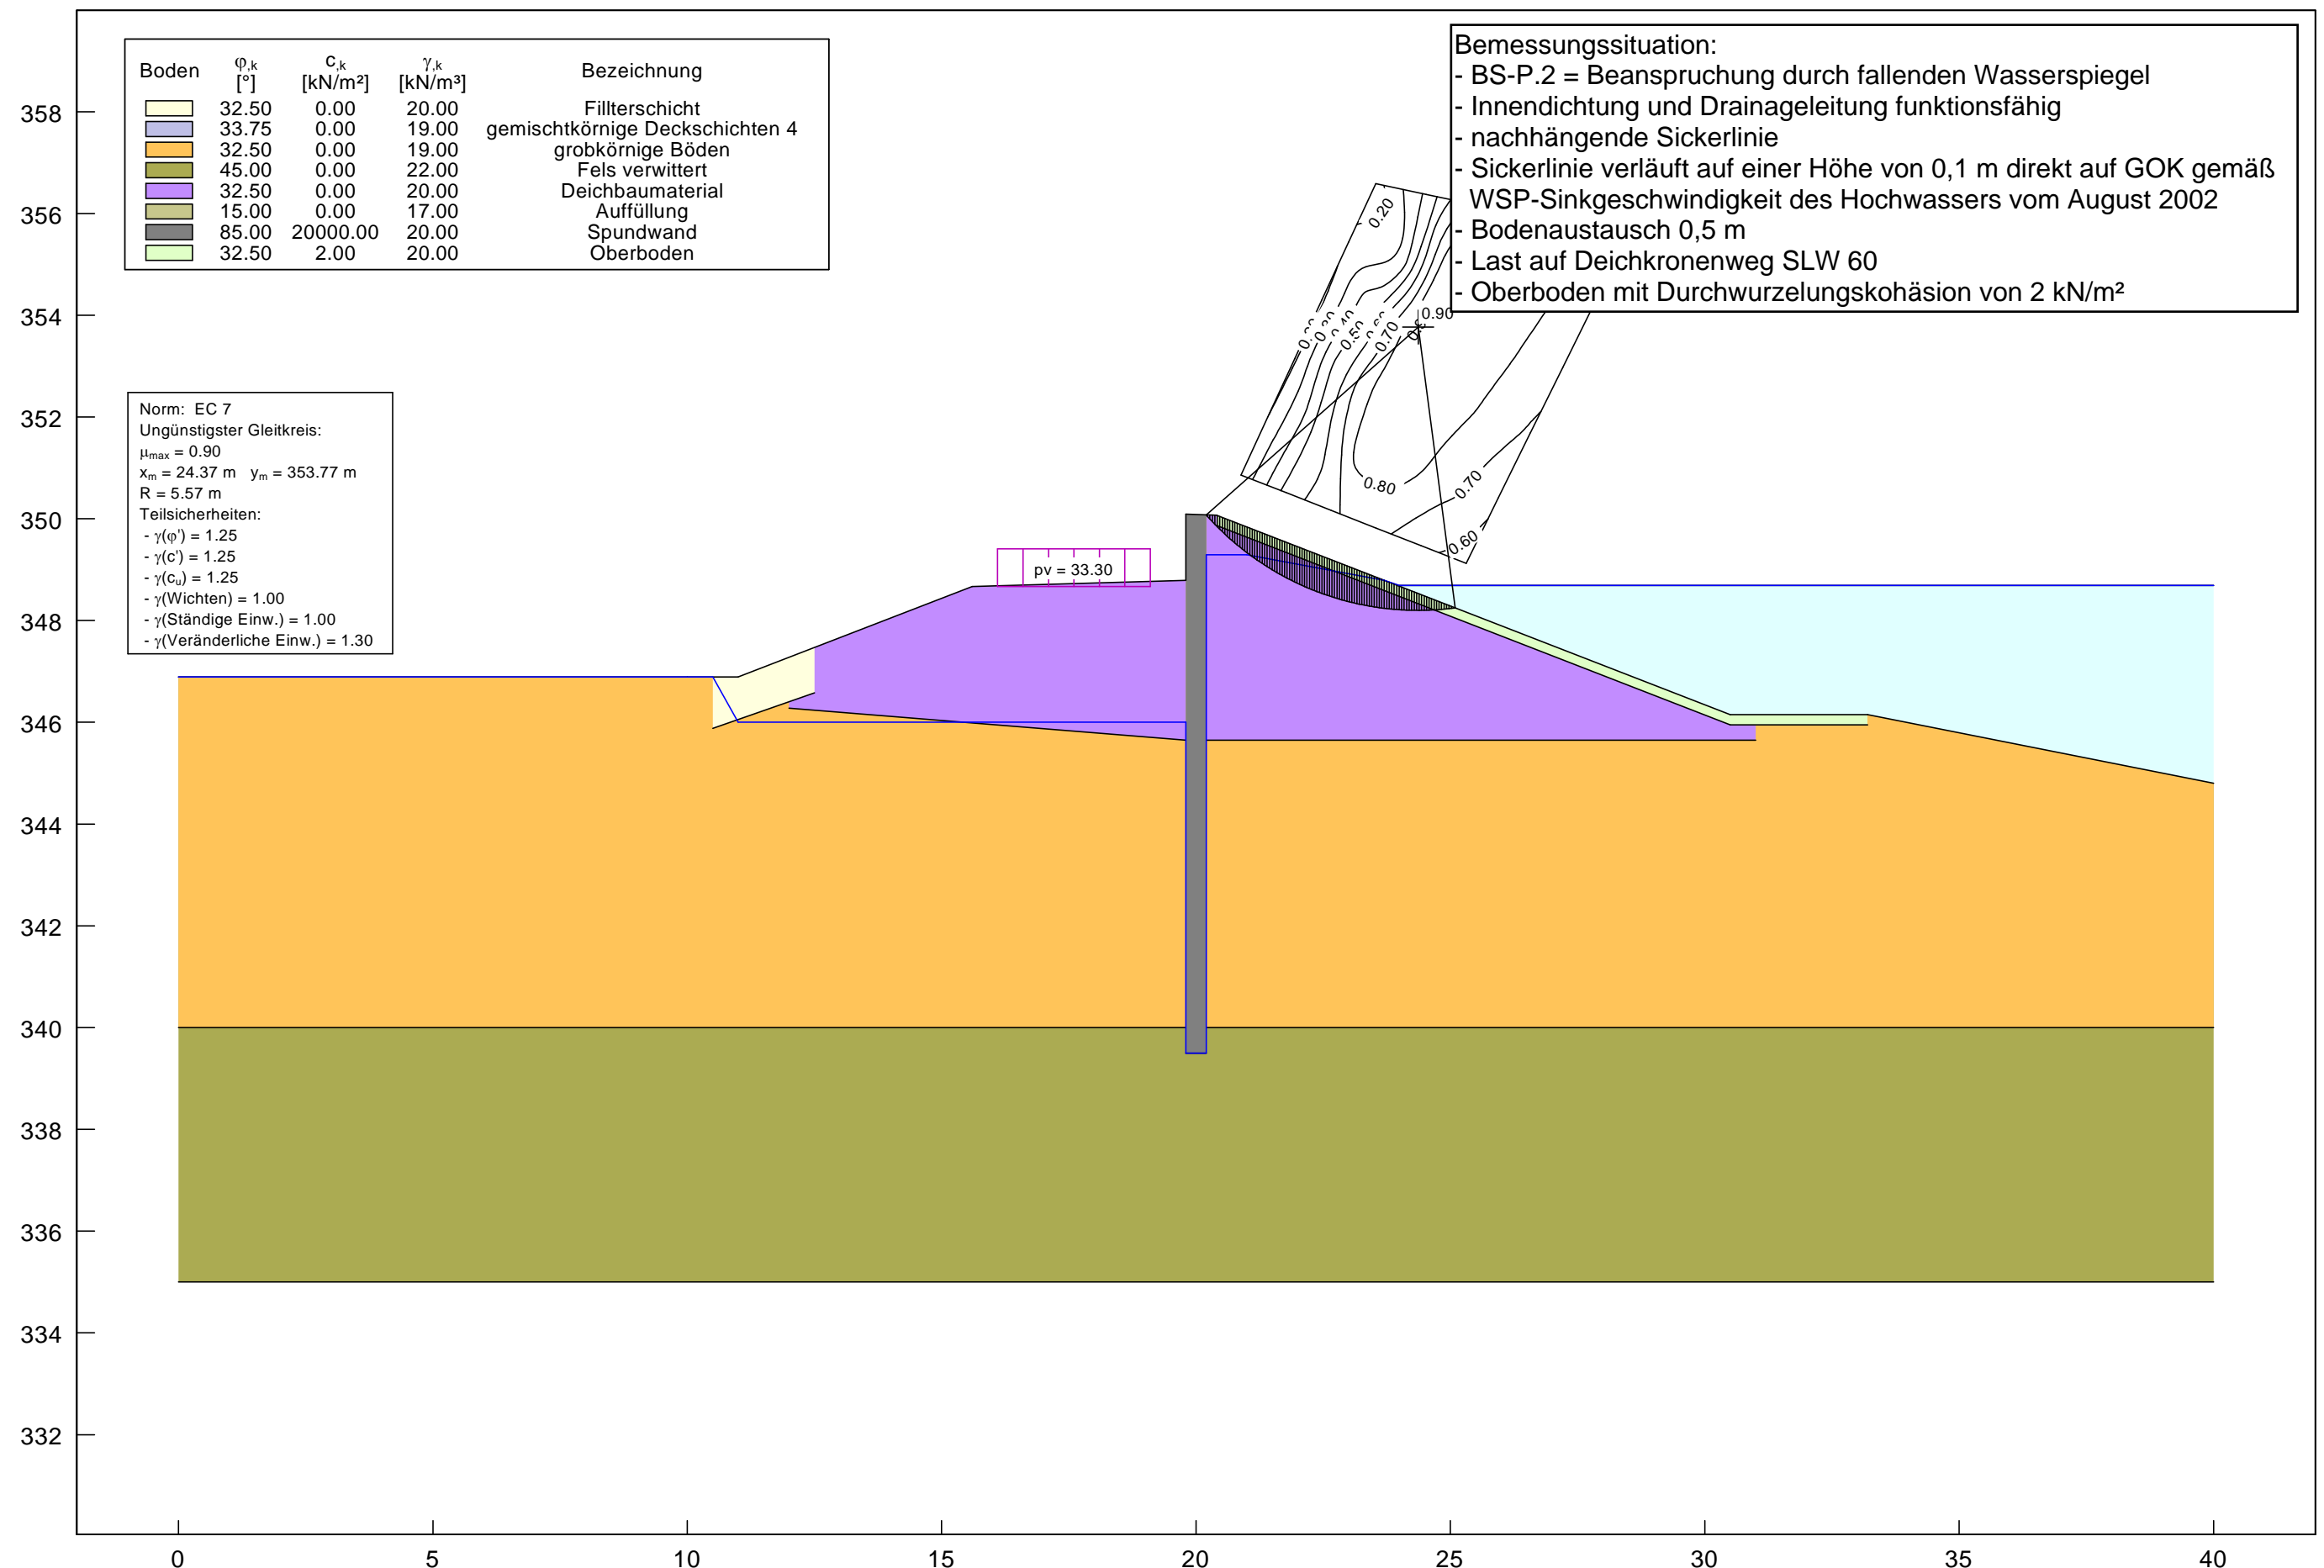 Boden φ,k c,k γ,k Bezeichnung
[°] [kN/m²] [kN/m³]
32.50 0.00 20.00 Fillterschicht
33.75 0.00 19.00 gemischtkörnige Deckschichten 4
32.50 0.00 19.00 grobkörnige Böden
45.00 0.00 22.00 Fels verwittert
32.50 0.00 20.00 Deichbaumaterial
15.00 0.00 17.00 Auffüllung
85.00 20000.00 20.00 Spundwand
32.50 2.00 20.00 Oberboden
Bemessungssituation:
- BS-P.2 = Beanspruchung durch fallenden Wasserspiegel
- Innendichtung und Drainageleitung funktionsfähig
- nachhängende Sickerlinie
- Sickerlinie verläuft auf einer Höhe von 0,1 m direkt auf GOK gemäß
WSP-Sinkgeschwindigkeit des Hochwassers vom August 2002
- Bodenaustausch 0,5 m
- Last auf Deichkronenweg SLW 60
- Oberboden mit Durchwurzelungskohäsion von 2 kN/m²
Norm: EC 7
Ungünstigster Gleitkreis:
μmax = 0.90
xm = 24.37 m ym = 353.77 m
R = 5.57 m
Teilsicherheiten:
- γ(φ') = 1.25
- γ(c') = 1.25
- γ(cu) = 1.25
- γ(Wichten) = 1.00
- γ(Ständige Einw.) = 1.00
- γ(Veränderliche Einw.) = 1.30
0.20
0.50
0.70
0.90
0.80
0.70
0.60
pv = 33.30
358
356
354
352
350
348
346
344
342
340
338
336
334
332
0 5 10 15 20 25 30 35 40